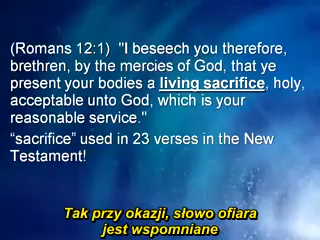 (Romans 12:1)  "I beseech you therefore,
brethren, by the mercies of God, that ye
present your bodies a living sacrifice, holy,
acceptable unto God, which is your
reasonable service."
“sacrifice” used in 23 verses in the New
Testament!
Tak przy okazji, słowo ofiara
jest wspomniane